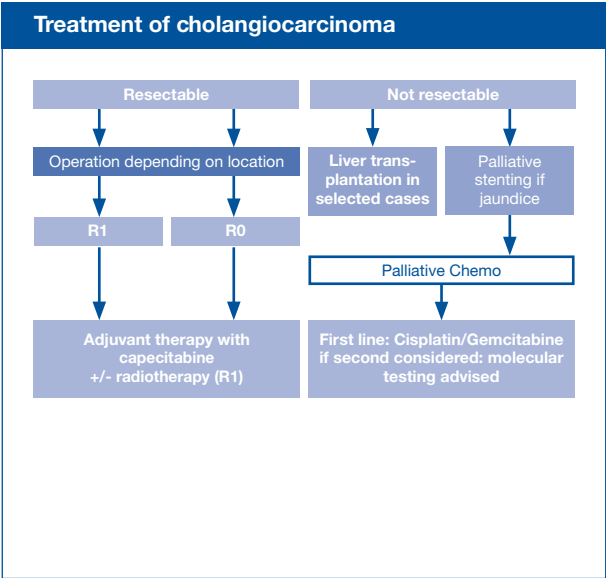 Treatment of cholangiocarcinoma
Resectable
Not resectable
Operation depending on location
Liver trans-
plantation in
selected cases
Palliative
stenting if
jaundice
R1
R0
Palliative Chemo
Adjuvant therapy with
capecitabine
+/- radiotherapy (R1)
First line: Cisplatin/Gemcitabine
if second considered: molecular
testing advised